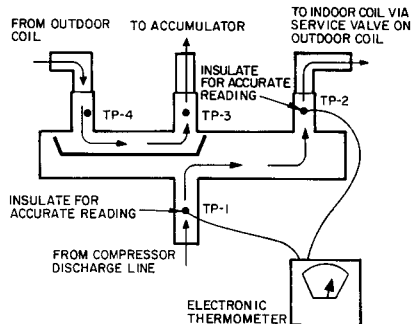 FROM OUTDOOR
COIL
TO ACCUMULATOR
TO INDOOR COIL VIA
SERVICE VALVE ON
OUTDOOR COIL
INSULATE
FOR ACCURATE
READING
TP-4
TP-3
TP-2
INSULATE FOR
ACCURATE READING
TP-1
FROM COMPRESSOR
DISCHARGE LINE
ELECTRONIC
THERMOMETER